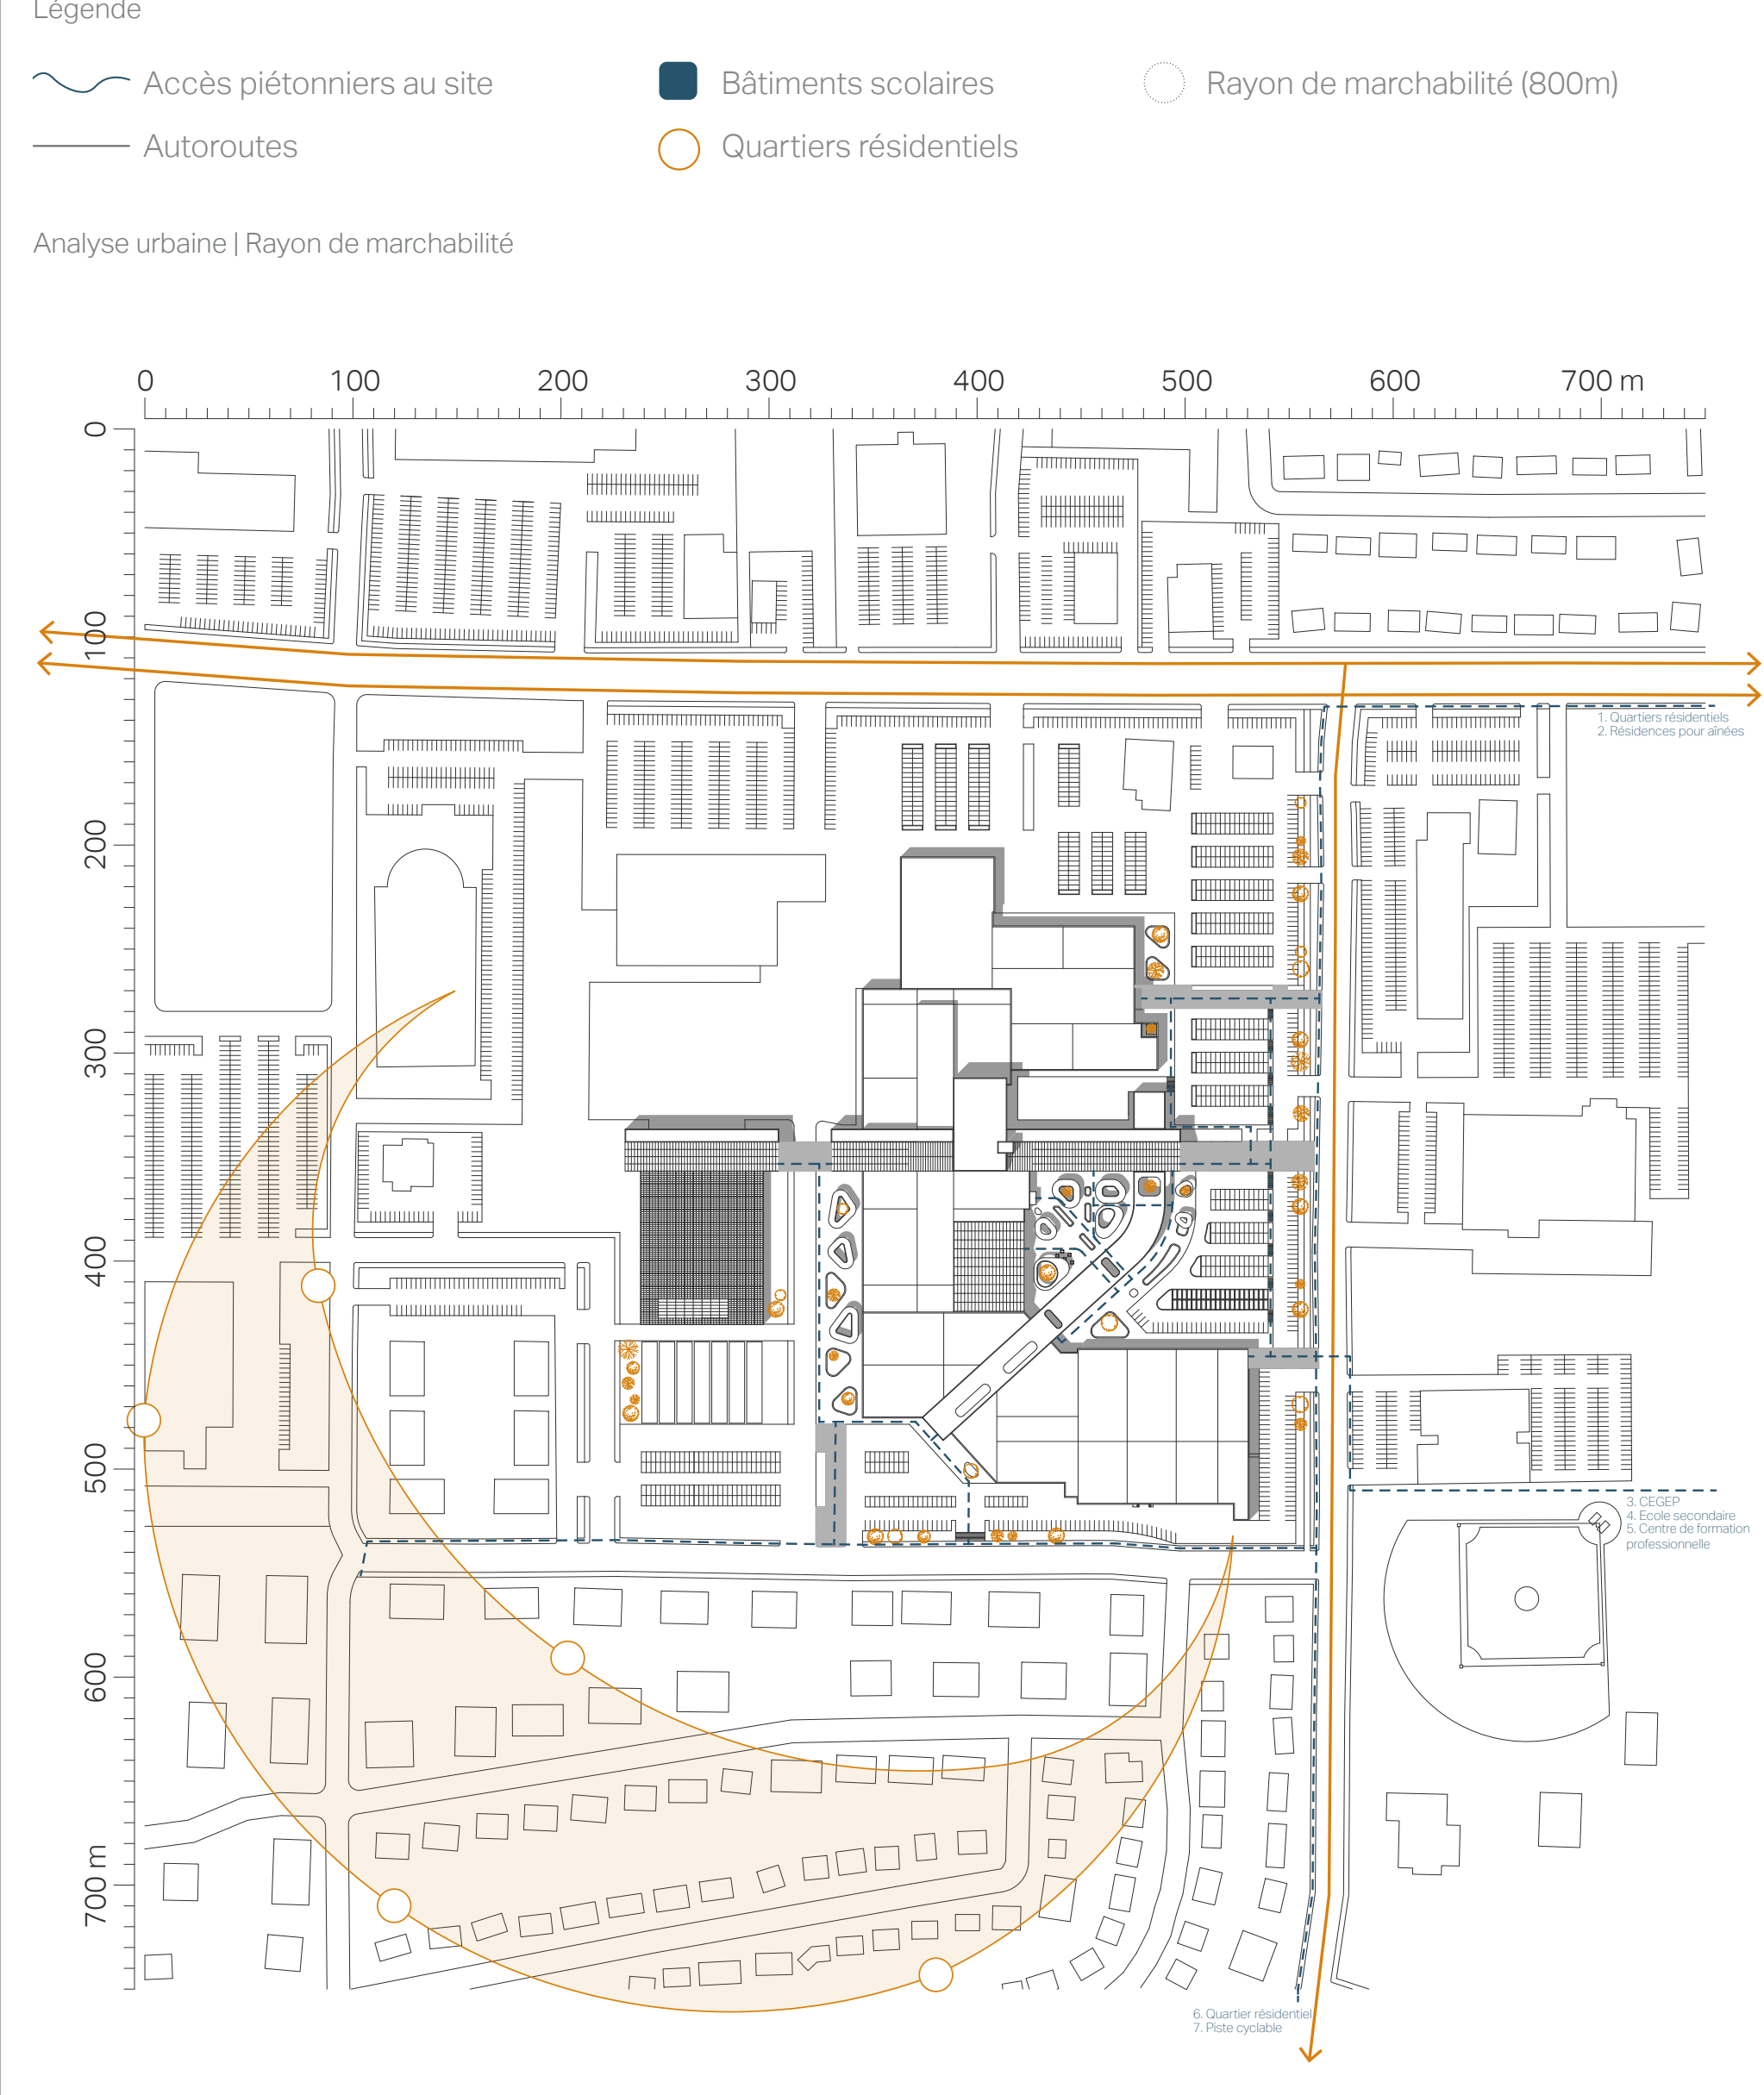 Légende
Accès piétonniers au site
Bâtiments scolaires
Rayon de marchabilité (800m)
Autoroutes
Quartiers résidentiels
Analyse urbaine | Rayon de marchabilité
0 100 200 300 400 500 600 700 m
0
100
200
300
400
500
600
700 m
1. Quartiers résidentiels
2. Résidences pour aînées
3. CEGEP
4. Ecole secondaire
5. Centre de formation
professionnelle
6. Quartier résidentiel
7. Piste cyclable